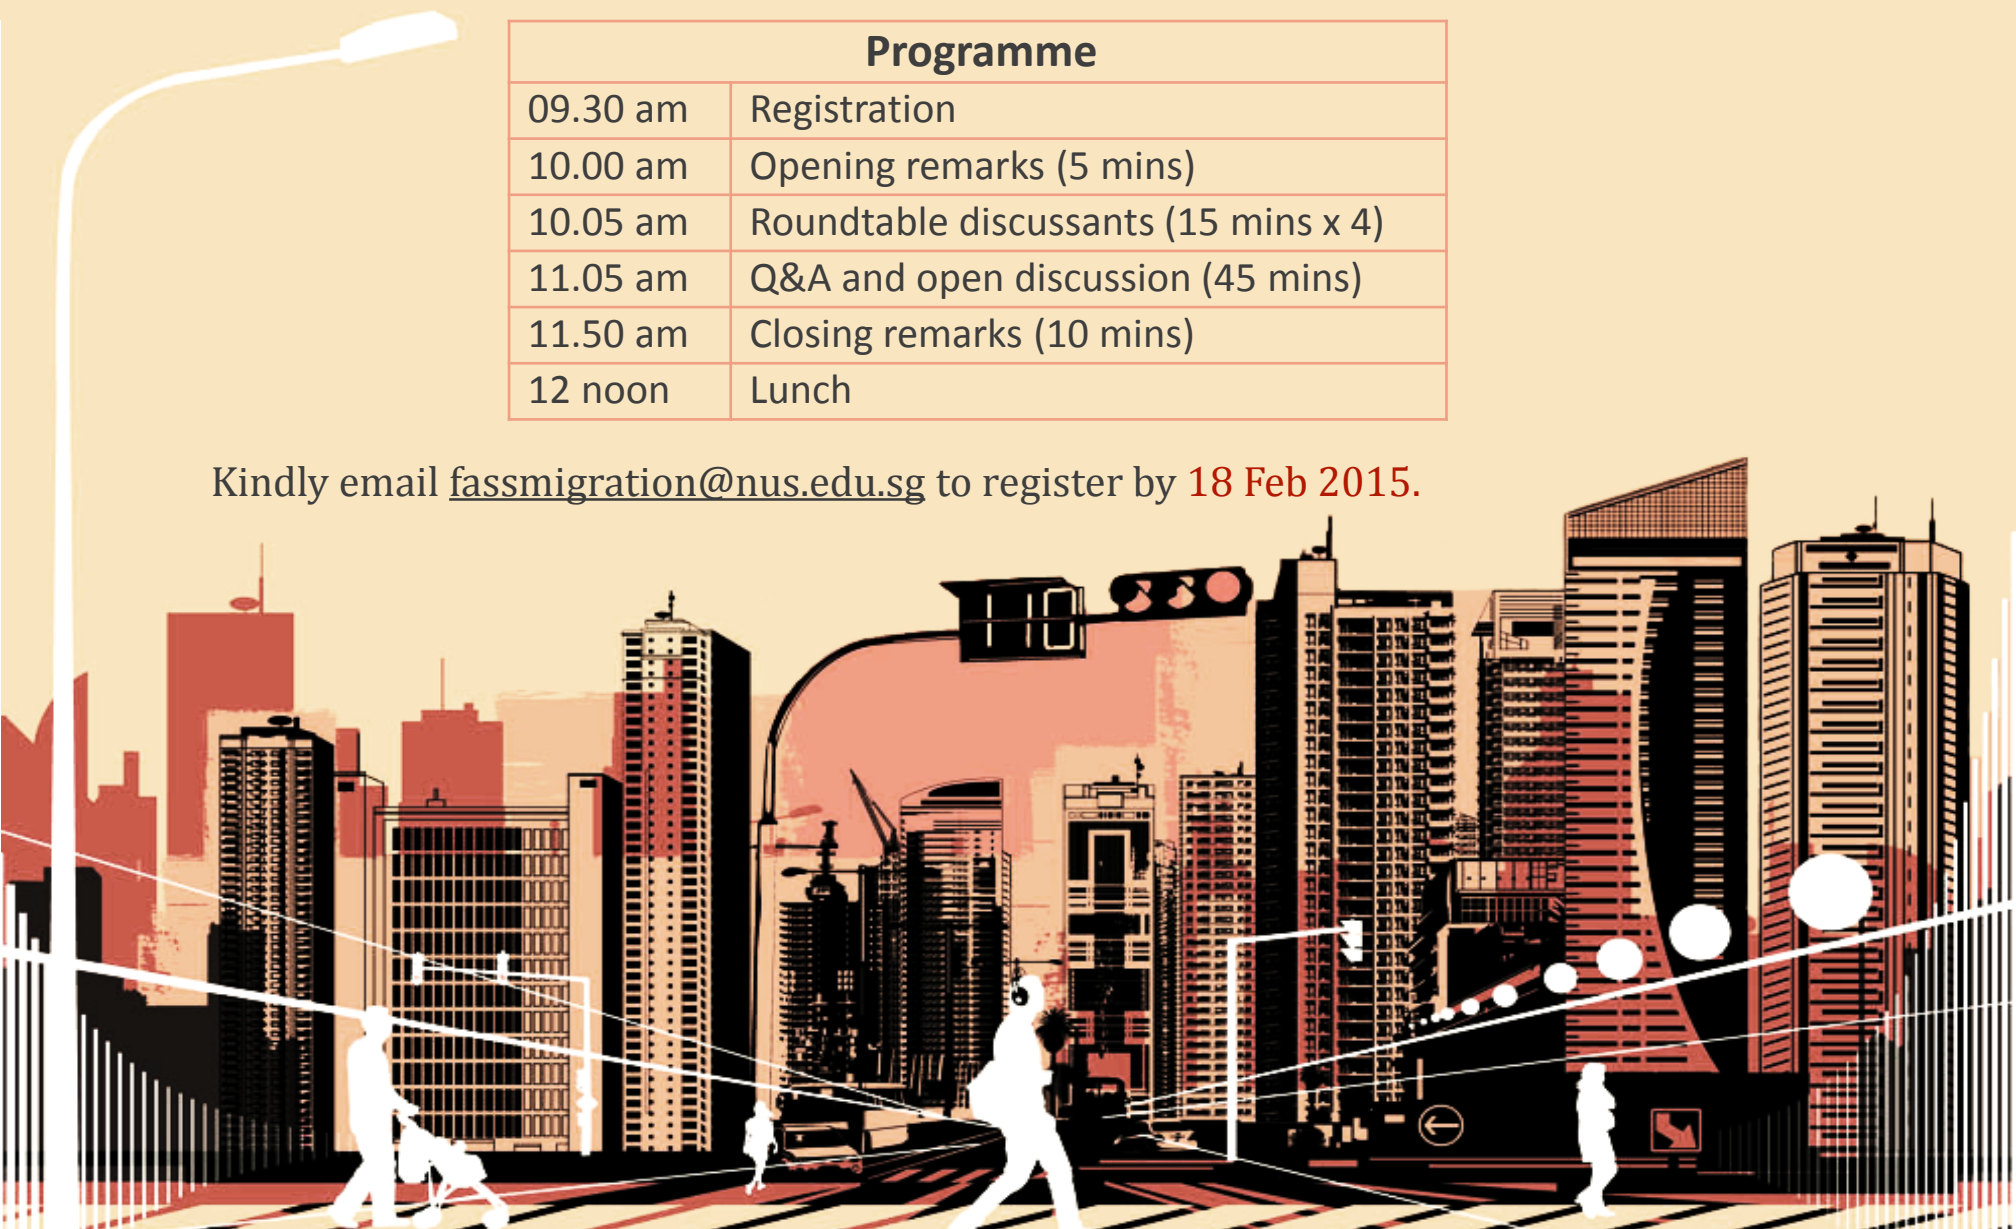 Programme
09.30 am Registration
10.00 am Opening remarks (5 mins)
10.05 am Roundtable discussants (15 mins x 4)
11.05 am Q&A and open discussion (45 mins)
11.50 am Closing remarks (10 mins)
12 noon Lunch
Kindly email fassmigration@nus.edu.sg to register by 18 Feb 2015.